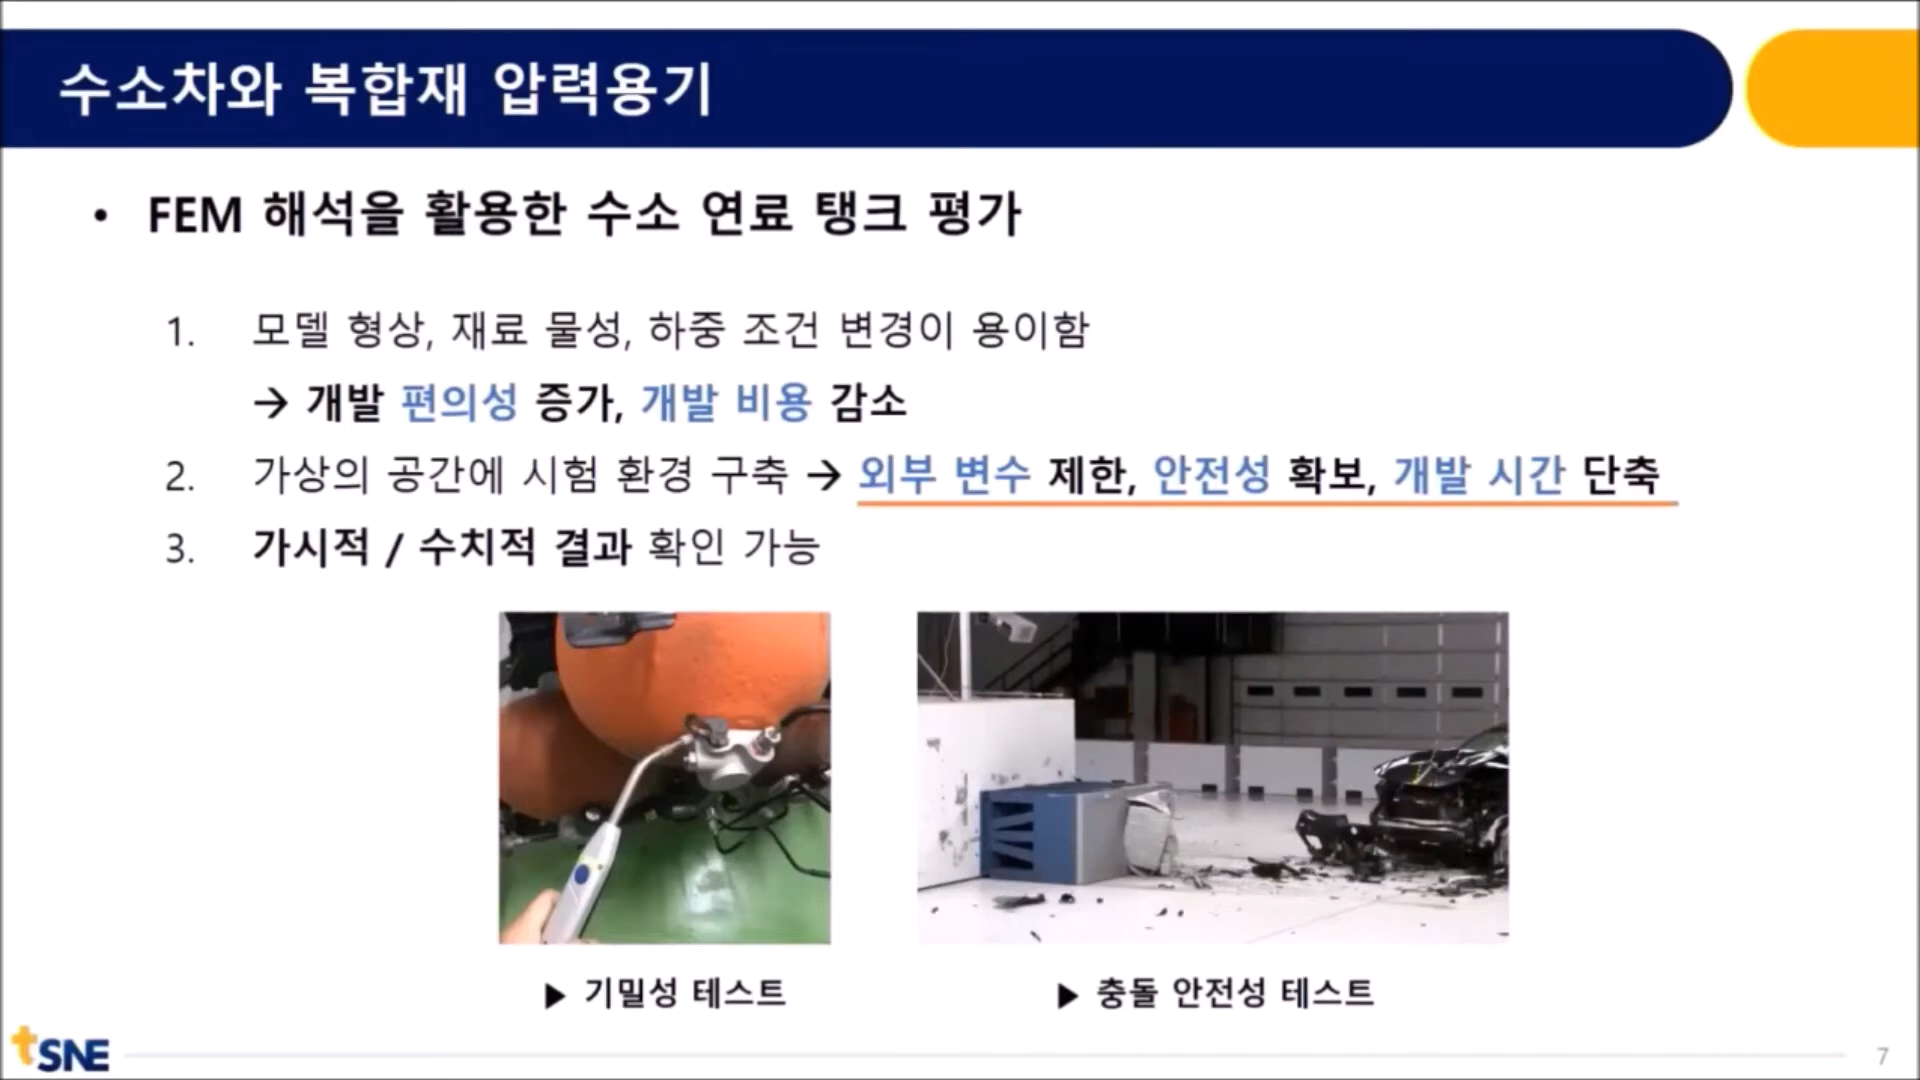 수소차와 복합재 압력용기
• FEM 해석을 활용한 수소 연료 탱크 평가
1. 모델 형상, 재료 물성, 하중 조건 변경이 용이함
→ 개발 편의성 증가, 개발 비용 감소
2. 가상의 공간에 시험 환경 구축 → 외부 변수 제한, 안전성 확보, 개발 시간 단축
3. 가시적 / 수치적 결과 확인 가능
▶ 기밀성 테스트
▶ 충돌 안전성 테스트
tSNE
7